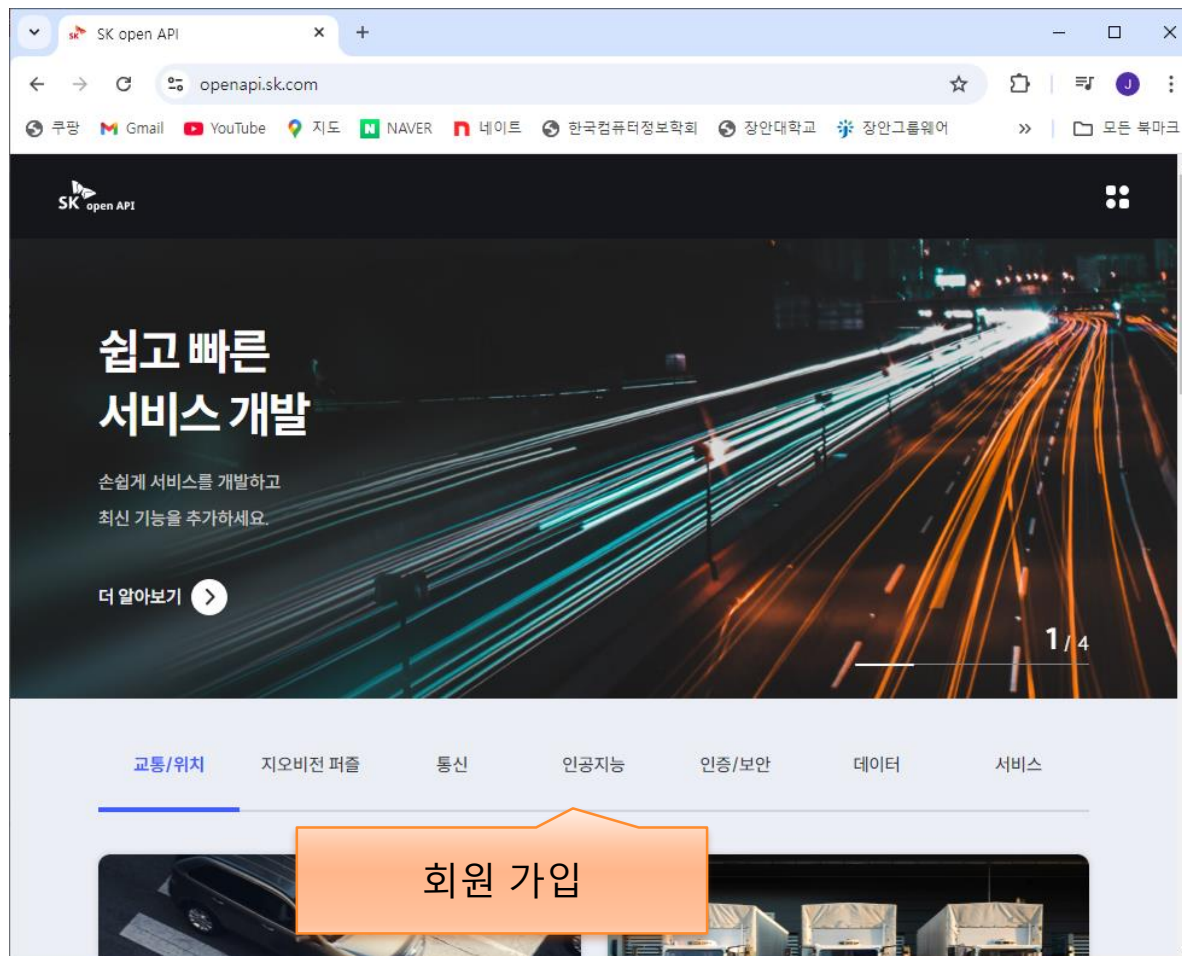 SK open API
openapi.sk.com
J
쿠팡 Gmail YouTube 지도 NAVER 네이트 한국컴퓨터정보학회 장안대학교 장안그룹웨어 » 모든 북마크
SK open API
쉽고 빠른
서비스 개발
손쉽게 서비스를 개발하고
최신 기능을 추가하세요.
더 알아보기
1 / 4
교통/위치 지오비전 퍼즐 통신 인공지능 인증/보안 데이터 서비스
회원 가입